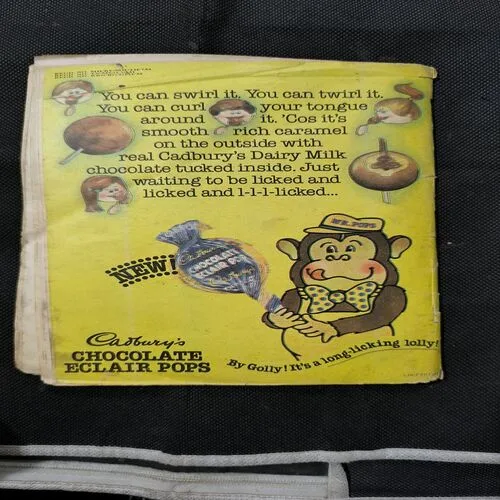 You can swirl it. You can twirl it.
You can curl your tongue
around it. 'Cos it's
smooth rich caramel
on the outside with
real Cadbury's Dairy Milk
chocolate tucked inside. Just
waiting to be licked and
licked and l-l-l-licked...
MR. POPS
NEW!
CHOCOLATE
ECLAIR
Cadbury's
CHOCOLATE
ECLAIR POPS
By Golly! It's a long-licking lolly!